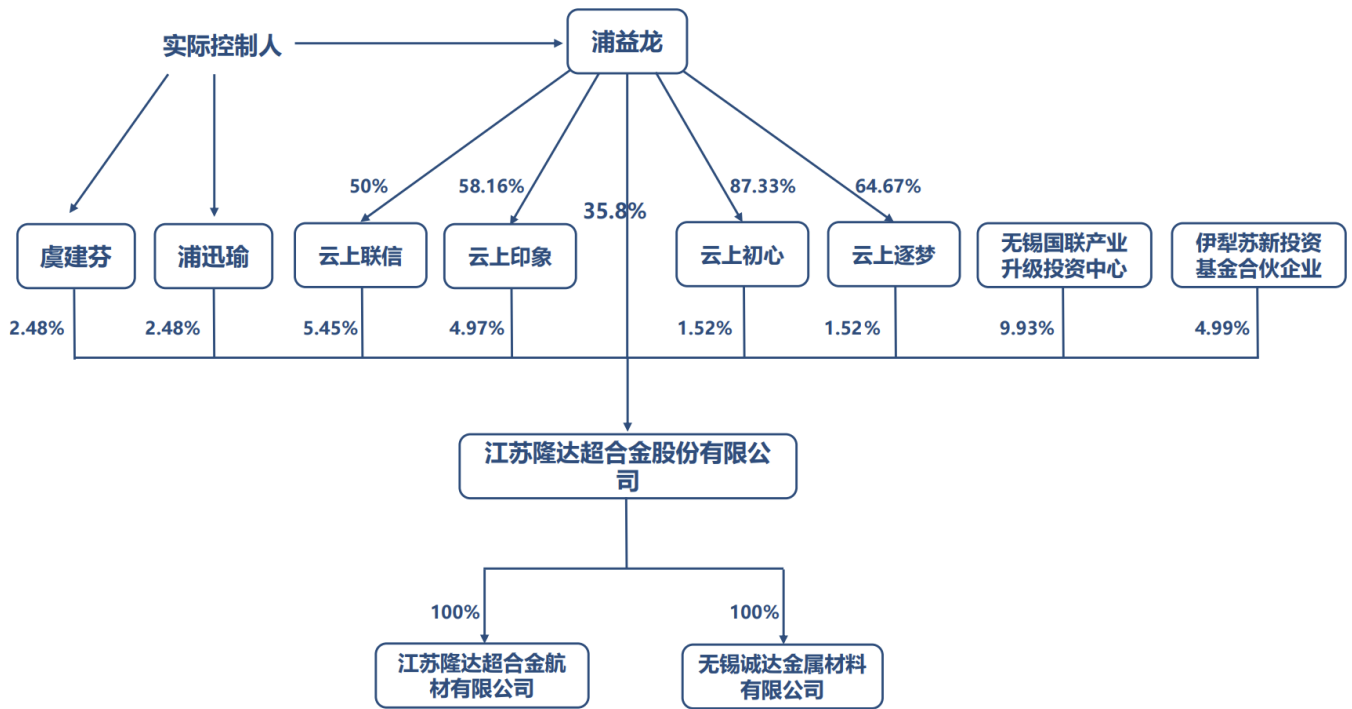 实际控制人
浦益龙
50%
58.16%
35.8%
87.33%
64.67%
虞建芬
浦迅瑜
云上联信
云上印象
云上初心
云上逐梦
无锡国联产业
升级投资中心
伊犁苏新投资
基金合伙企业
2.48%
2.48%
5.45%
4.97%
1.52%
1.52%
9.93%
4.99%
江苏隆达超合金股份有限公
司
100%
100%
江苏隆达超合金航
材有限公司
无锡诚达金属材料
有限公司